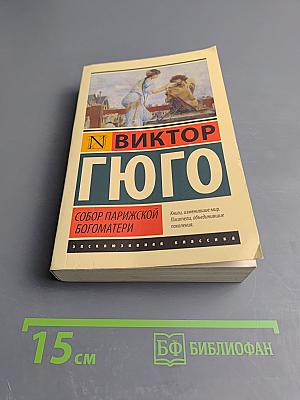 N ВИКТОР
ГЮГО
СОБОР ПАРИЖСКОЙ
БОГОМАТЕРИ
Книги, изменившие мир.
Писатели, объединившие
поколения.
ЭКСКЛЮЗИВНАЯ КЛАССИКА
15 см
БФ БИБЛИОФАН